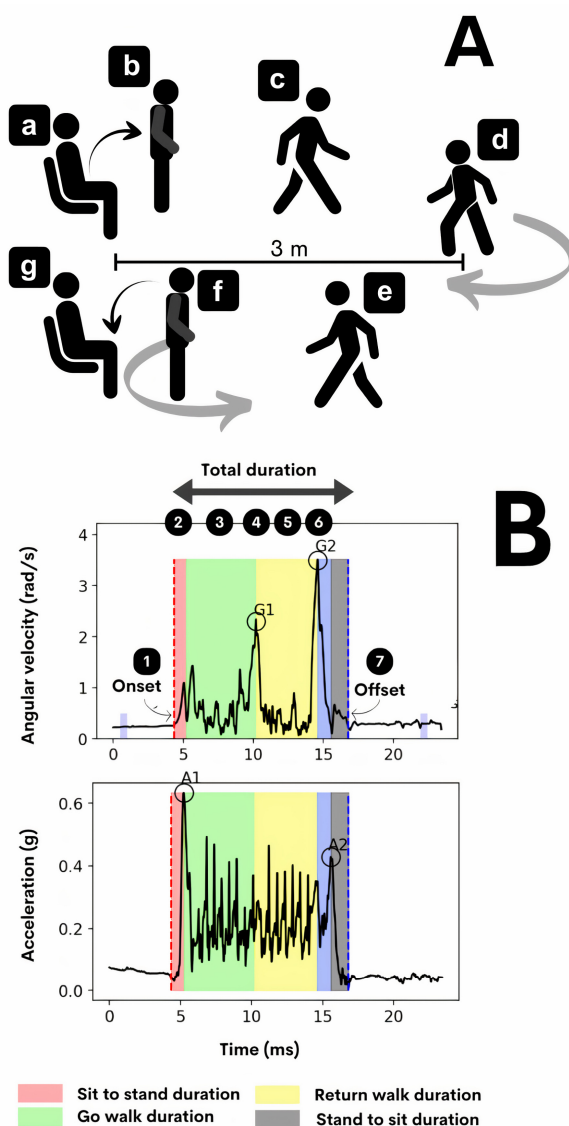 A
b
c
a
d
3 m
g
f
e
B
Total duration
2 3 4 5 6
Angular velocity (rad/s)
4
3
2
1
0
G2
G1
1
Onset
7
Offset
0 5 10 15 20
Acceleration (g)
0.6
0.4
0.2
0.0
A1
A2
0 5 10 15 20
Time (ms)
Sit to stand duration
Return walk duration
Go walk duration
Stand to sit duration